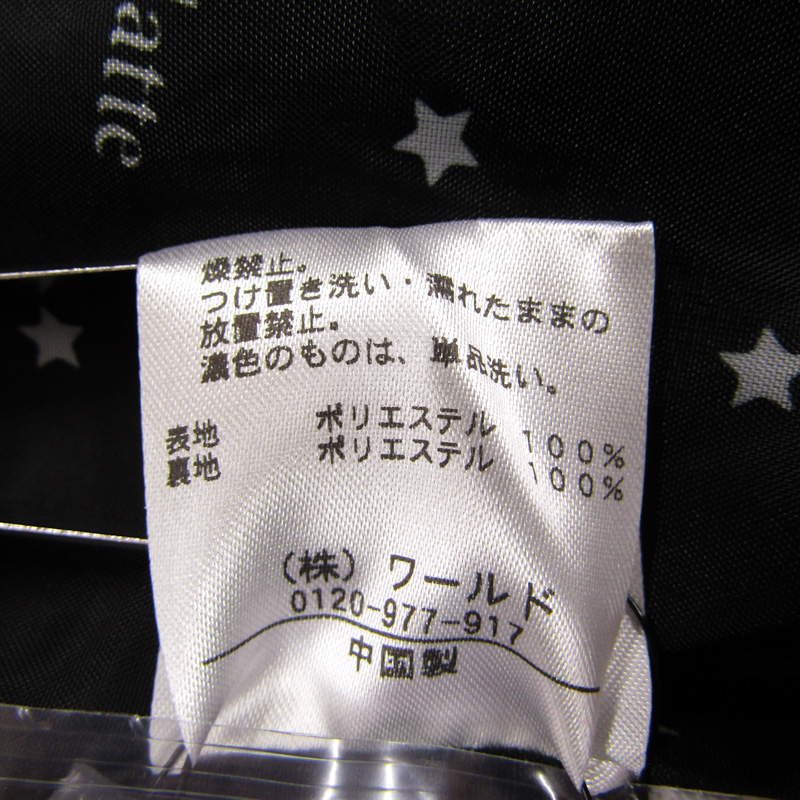 latte
燥禁止。
つけ置き洗い・濡れたままの
放置禁止。
濃色のものは、単品洗い。
表地 ポリエステル 100%
裏地 ポリエステル 100%
(株) ワールド
0120-977-917
中国製